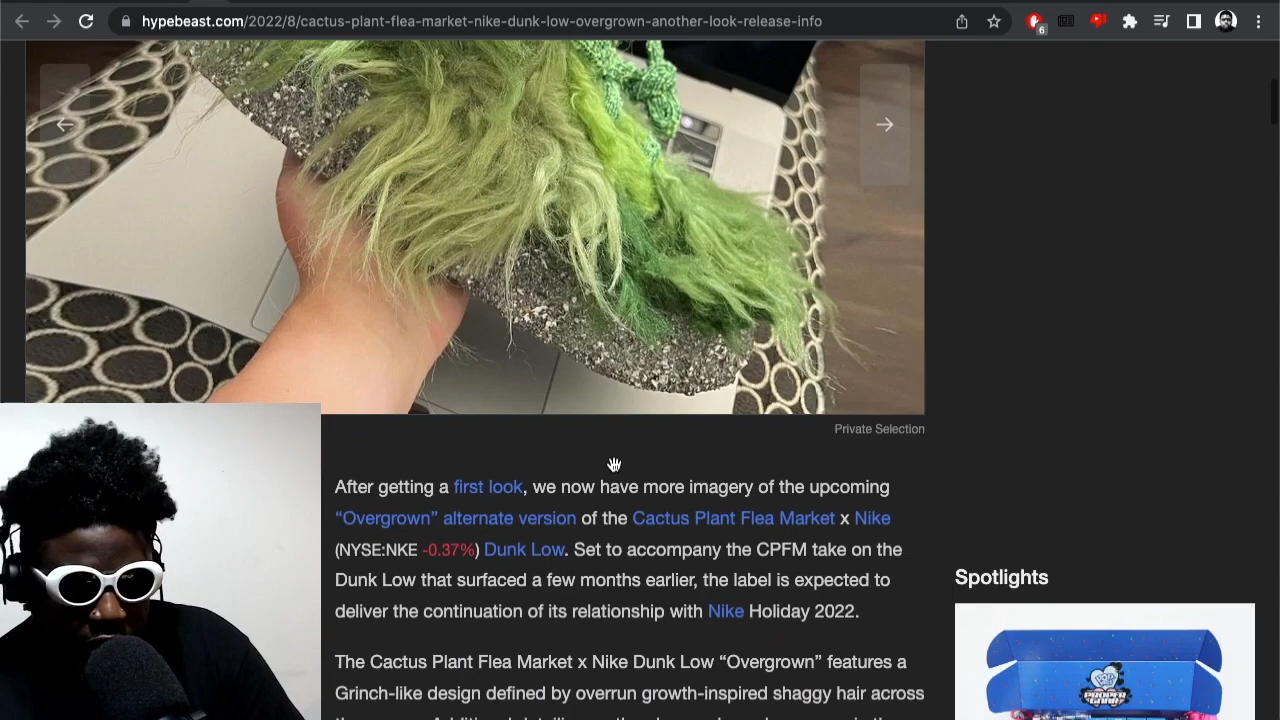 hypebeast.com/2022/8/cactus-plant-flea-market-nike-dunk-low-overgrown-another-look-release-info
6
Private Selection
After getting a first look, we now have more imagery of the upcoming
“Overgrown” alternate version of the Cactus Plant Flea Market x Nike
(NYSE:NKE -0.37%) Dunk Low. Set to accompany the CPFM take on the
Dunk Low that surfaced a few months earlier, the label is expected to
deliver the continuation of its relationship with Nike Holiday 2022.
Spotlights
The Cactus Plant Flea Market x Nike Dunk Low “Overgrown” features a
Grinch-like design defined by overrun growth-inspired shaggy hair across
PROPER